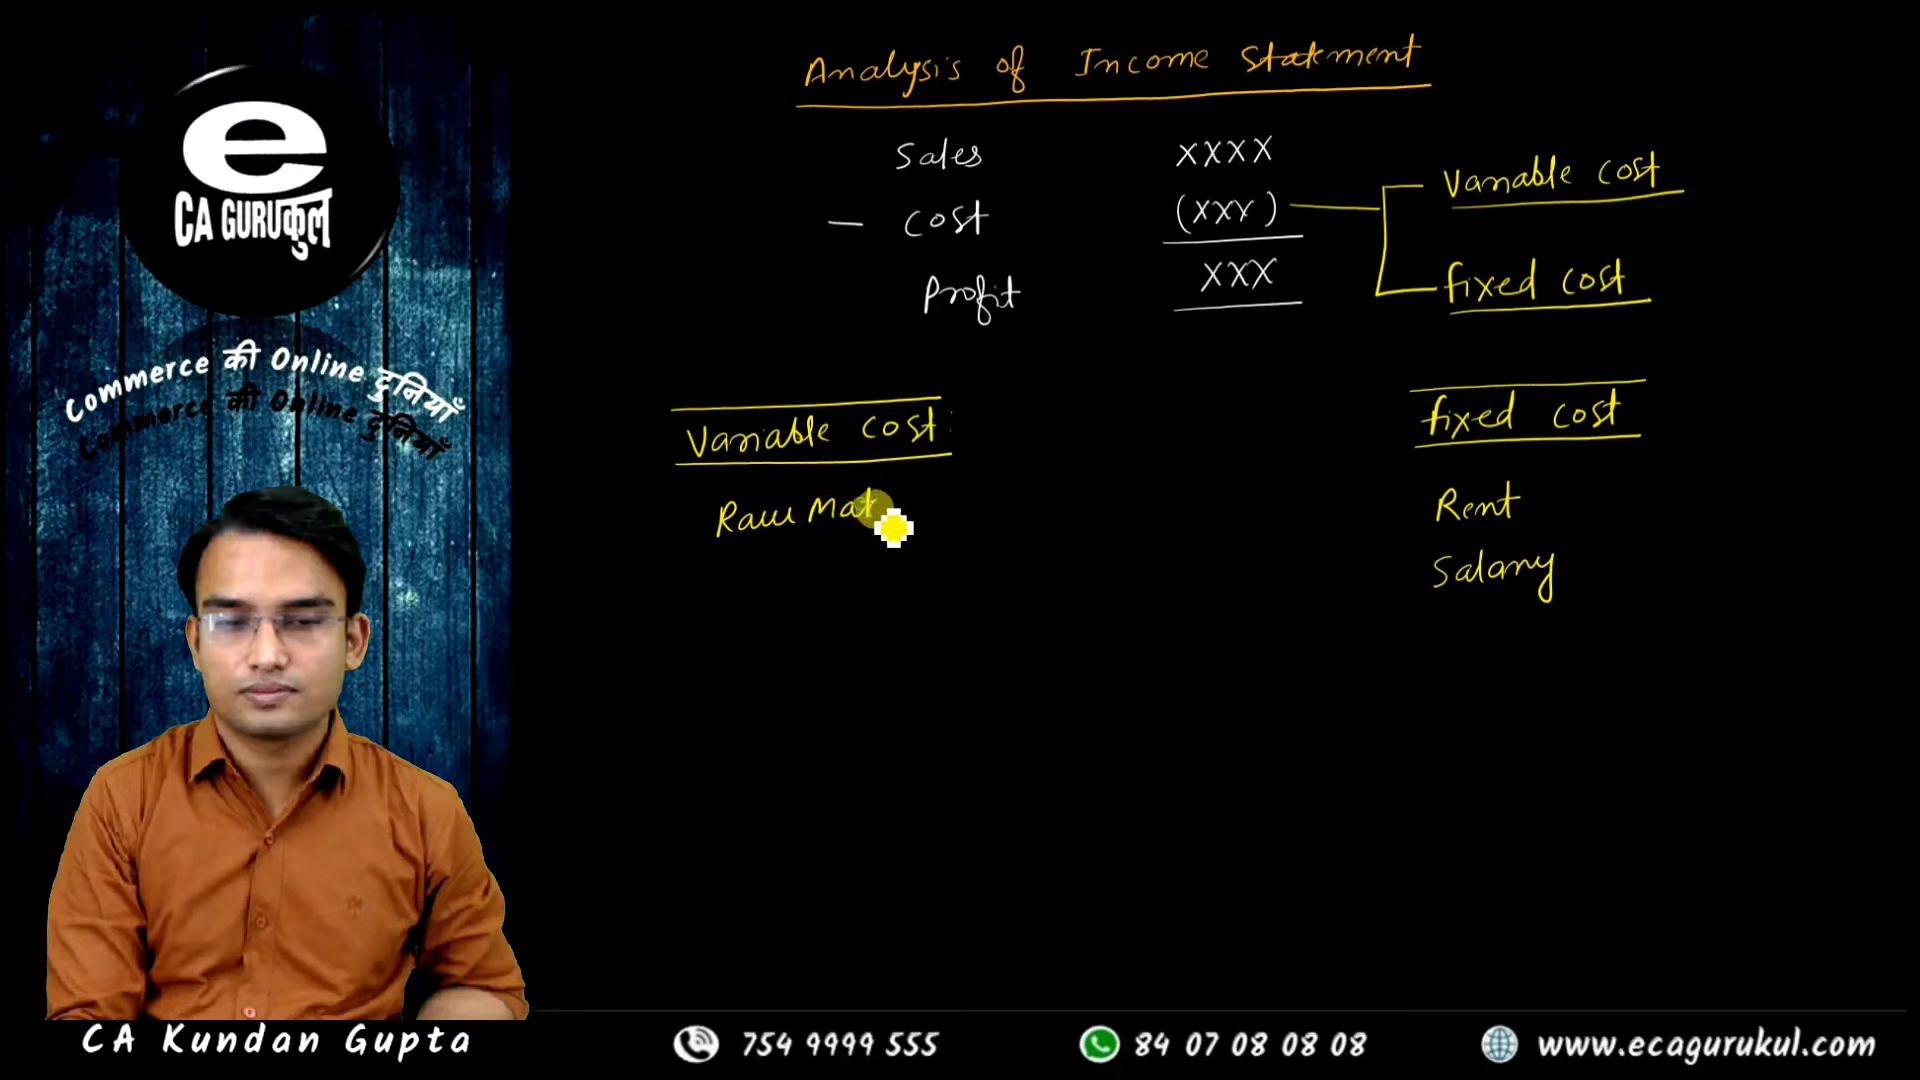 e
CA GURUकुल
Commerce की Online दुनियाँ
Analysis of Income Statement
Sales XXXX
— Cost (XXX)
Profit XXX
Variable cost
fixed cost
Variable cost
Raw Mat
fixed cost
Rent
Salary
CA Kundan Gupta
754 9999 555
84 07 08 08 08
www.ecagurukul.com